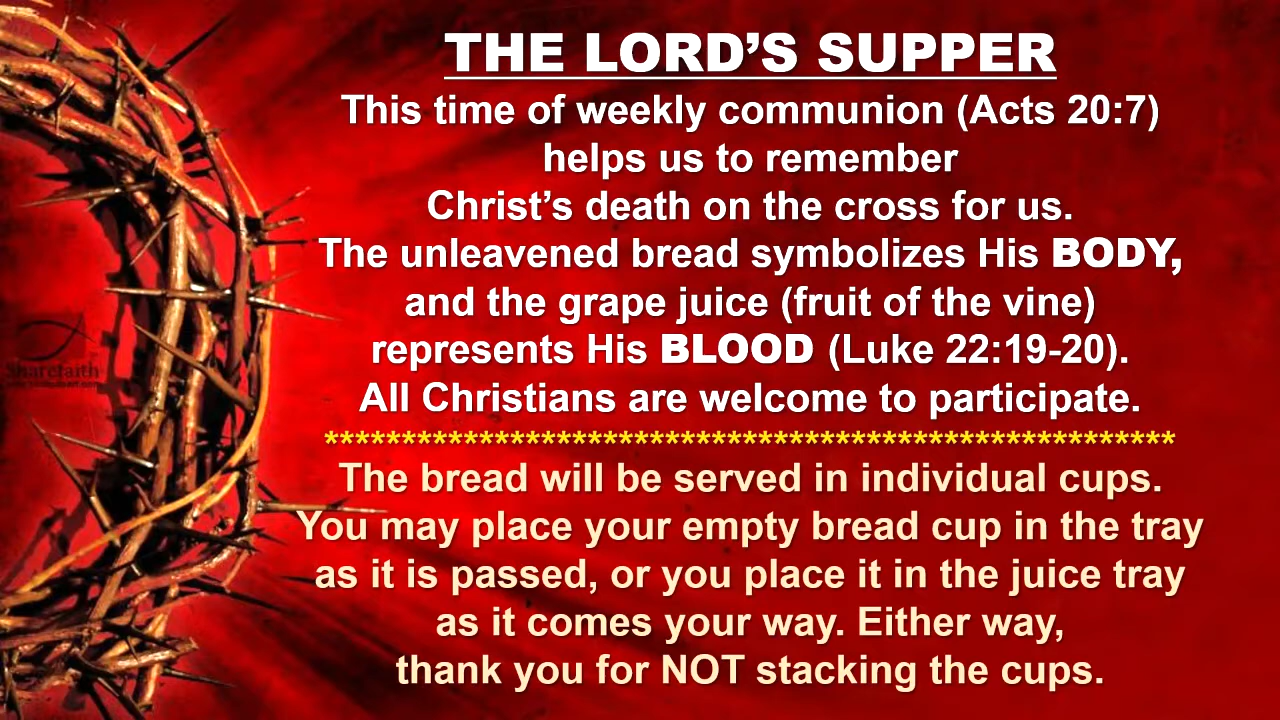 THE LORD’S SUPPER
This time of weekly communion (Acts 20:7)
helps us to remember
Christ’s death on the cross for us.
The unleavened bread symbolizes His BODY,
and the grape juice (fruit of the vine)
represents His BLOOD (Luke 22:19-20).
All Christians are welcome to participate.
*******************************************************
The bread will be served in individual cups.
You may place your empty bread cup in the tray
as it is passed, or you place it in the juice tray
as it comes your way. Either way,
thank you for NOT stacking the cups.
Sharefaith